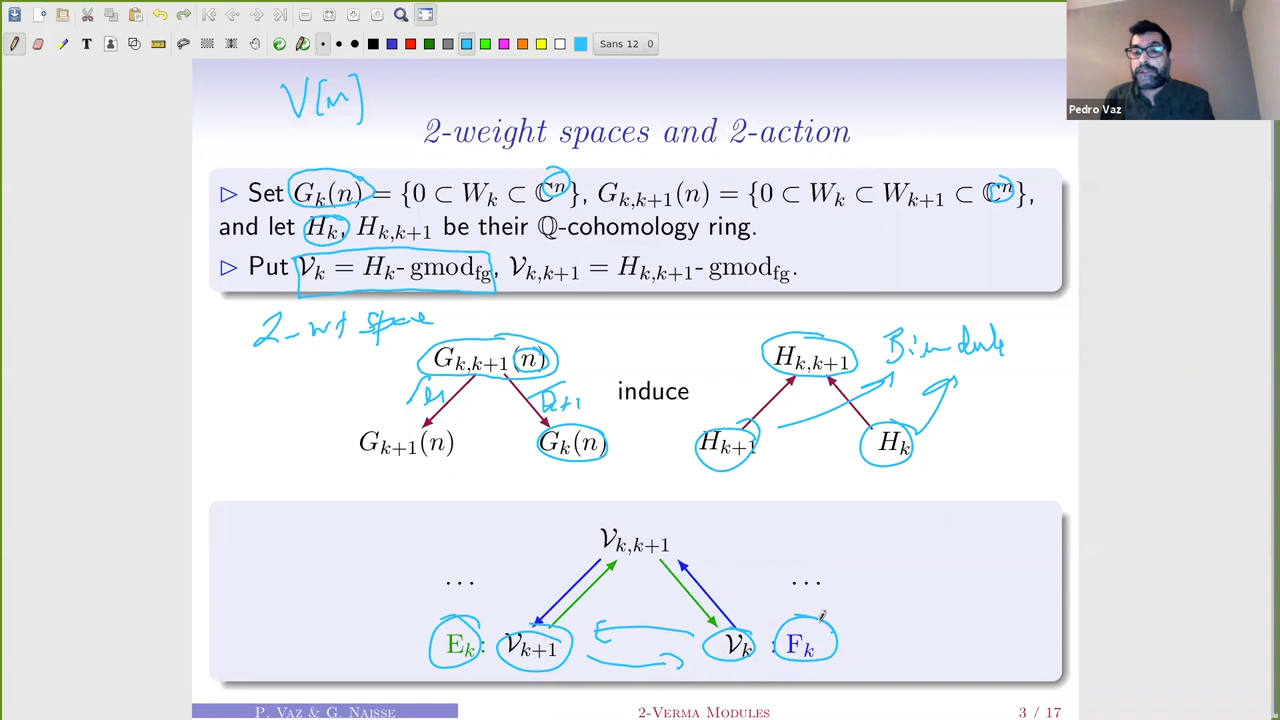 Sans 12 0
Pedro Vaz
V[n]
2-weight spaces and 2-action
▷ Set G_k(n) = {0 ⊂ W_k ⊂ ℂ^n}, G_{k,k+1}(n) = {0 ⊂ W_k ⊂ W_{k+1} ⊂ ℂ^n},
and let H_k, H_{k,k+1} be their ℚ-cohomology ring.
▷ Put 𝒱_k = H_k- gmod_fg, 𝒱_{k,k+1} = H_{k,k+1}- gmod_fg.
2-wt space
Bimodule
G_{k,k+1}(n)
H_{k,k+1}
induce
G_{k+1}(n)
G_k(n)
H_{k+1}
H_k
𝒱_{k,k+1}
... ...
E_k : 𝒱_{k+1} 𝒱_k : F_k
P. Vaz & G. Naisse 2-Verma Modules 3 / 17